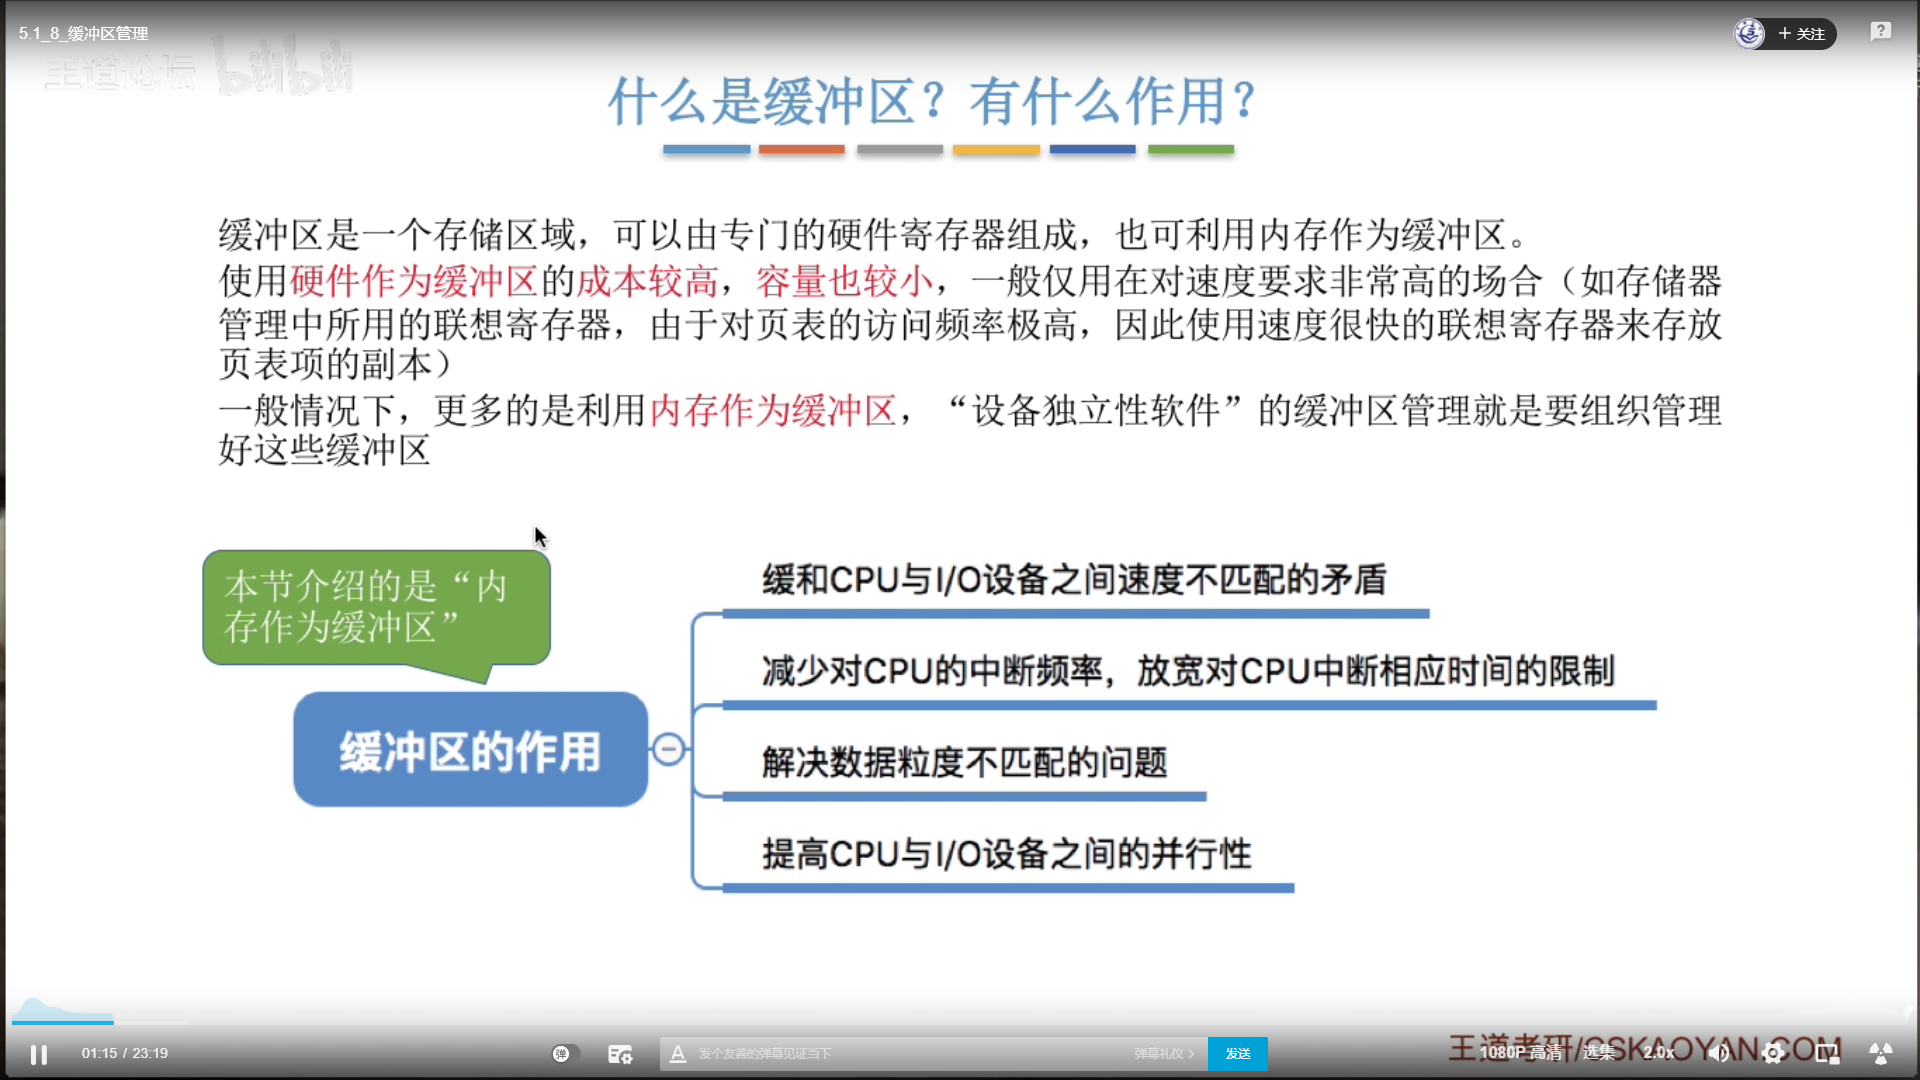 5.1_8_缓冲区管理
+ 关注
王道论坛 bilibili
什么是缓冲区？有什么作用？
缓冲区是一个存储区域，可以由专门的硬件寄存器组成，也可利用内存作为缓冲区。
使用硬件作为缓冲区的成本较高，容量也较小，一般仅用在对速度要求非常高的场合（如存储器
管理中所用的联想寄存器，由于对页表的访问频率极高，因此使用速度很快的联想寄存器来存放
页表项的副本）
一般情况下，更多的是利用内存作为缓冲区，“设备独立性软件”的缓冲区管理就是要组织管理
好这些缓冲区
本节介绍的是“内
存作为缓冲区”
缓冲区的作用
缓和CPU与I/O设备之间速度不匹配的矛盾
减少对CPU的中断频率，放宽对CPU中断相应时间的限制
解决数据粒度不匹配的问题
提高CPU与I/O设备之间的并行性
王道考研/CSKAOYAN.COM
01:15 / 23:19
弹
发个友善的弹幕见证当下
弹幕礼仪 >
发送
1080P 高清
选集
2.0x